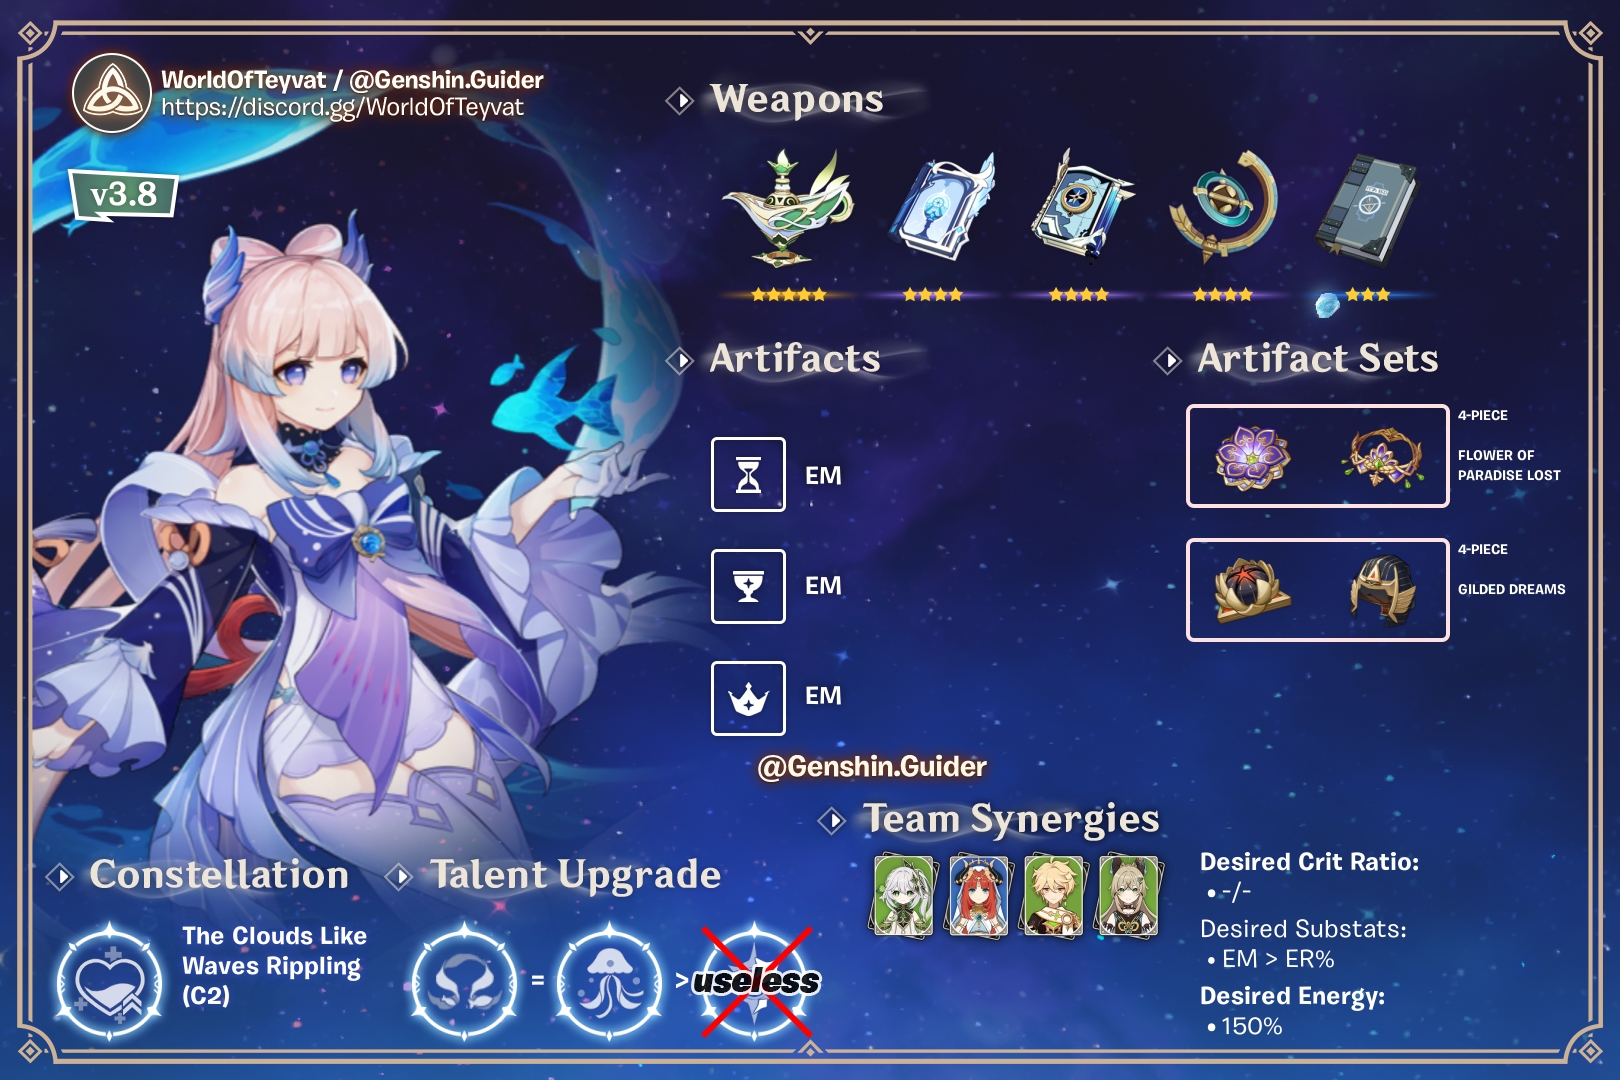 WorldOfTeyvat / @Genshin.Guider
https://discord.gg/WorldOfTeyvat
v3.8
Weapons
Artifacts
EM
EM
EM
Artifact Sets
4-PIECE
FLOWER OF
PARADISE LOST
4-PIECE
GILDED DREAMS
@Genshin.Guider
Team Synergies
Constellation
The Clouds Like
Waves Rippling
(C2)
Talent Upgrade
= > useless
Desired Crit Ratio:
• -/-
Desired Substats:
• EM > ER%
Desired Energy:
• 150%